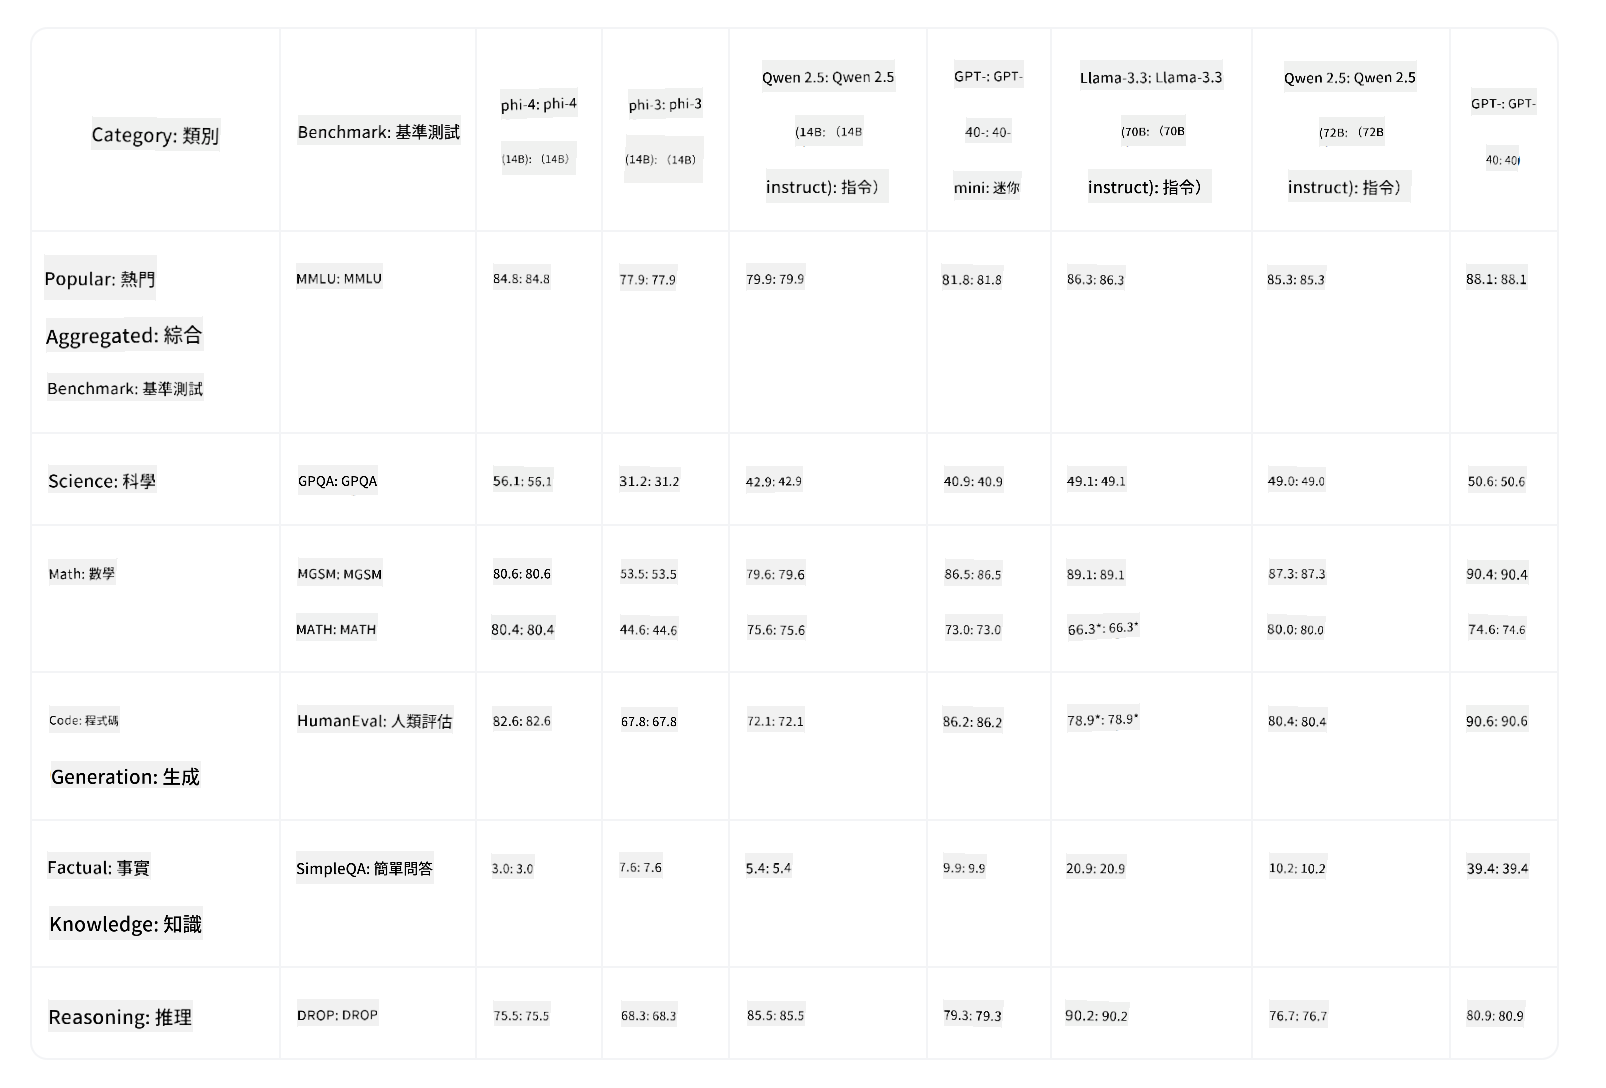 Category: 類別
Benchmark: 基準測試
phi-4: phi-4
(14B): （14B）
phi-3: phi-3
(14B): （14B）
Qwen 2.5: Qwen 2.5
(14B: （14B
instruct): 指令）
GPT-: GPT-
40-: 40-
mini: 迷你
Llama-3.3: Llama-3.3
(70B: （70B
instruct): 指令）
Qwen 2.5: Qwen 2.5
(72B: （72B
instruct): 指令）
GPT-: GPT-
40: 40
Popular: 熱門
Aggregated: 綜合
Benchmark: 基準測試
MMLU: MMLU
84.8: 84.8
77.9: 77.9
79.9: 79.9
81.8: 81.8
86.3: 86.3
85.3: 85.3
88.1: 88.1
Science: 科學
GPQA: GPQA
56.1: 56.1
31.2: 31.2
42.9: 42.9
40.9: 40.9
49.1: 49.1
49.0: 49.0
50.6: 50.6
Math: 數學
MGSM: MGSM
80.6: 80.6
53.5: 53.5
79.6: 79.6
86.5: 86.5
89.1: 89.1
87.3: 87.3
90.4: 90.4
MATH: MATH
80.4: 80.4
44.6: 44.6
75.6: 75.6
73.0: 73.0
66.3*: 66.3*
80.0: 80.0
74.6: 74.6
Code: 程式碼
Generation: 生成
HumanEval: 人類評估
82.6: 82.6
67.8: 67.8
72.1: 72.1
86.2: 86.2
78.9*: 78.9*
80.4: 80.4
90.6: 90.6
Factual: 事實
Knowledge: 知識
SimpleQA: 簡單問答
3.0: 3.0
7.6: 7.6
5.4: 5.4
9.9: 9.9
20.9: 20.9
10.2: 10.2
39.4: 39.4
Reasoning: 推理
DROP: DROP
75.5: 75.5
68.3: 68.3
85.5: 85.5
79.3: 79.3
90.2: 90.2
76.7: 76.7
80.9: 80.9